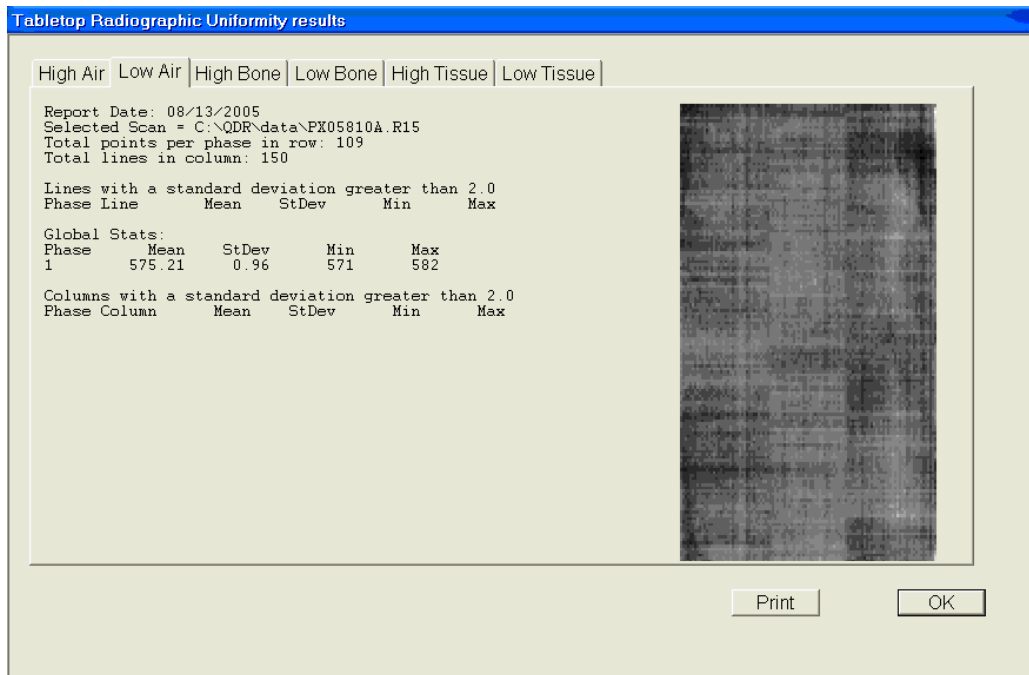 Tabletop Radiographic Uniformity results
High Air Low Air High Bone Low Bone High Tissue Low Tissue
Report Date: 08/13/2005
Selected Scan = C:\QDR\data\PX05810A.R15
Total points per phase in row: 109
Total lines in column: 150
Lines with a standard deviation greater than 2.0
Phase Line Mean StDev Min Max
Global Stats:
Phase Mean StDev Min Max
1 575.21 0.96 571 582
Columns with a standard deviation greater than 2.0
Phase Column Mean StDev Min Max
Print OK